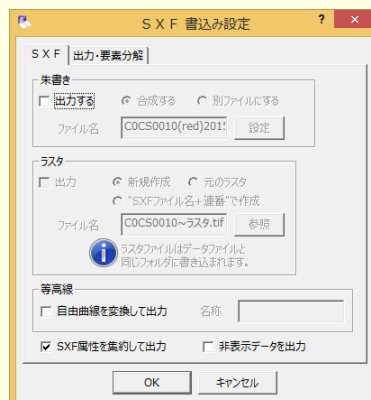 SXF 書込み設定
? ×
SXF 出力・要素分解
朱書き
出力する 合成する 別ファイルにする
ファイル名 C0CS0010(red)201 設定
ラスタ
出力 新規作成 元のラスタ
"SXFファイル名+連番"で作成
ファイル名 C0CS0010~ラスタ.tif 参照
ラスタファイルはデータファイルと
同じフォルダに書き込まれます。
等高線
自由曲線を変換して出力 名称
SXF属性を集約して出力 非表示データを出力
OK キャンセル